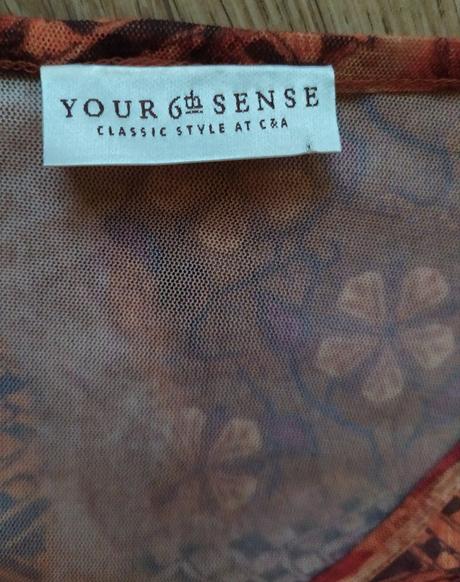 YOUR 6th SENSE
CLASSIC STYLE AT C&A